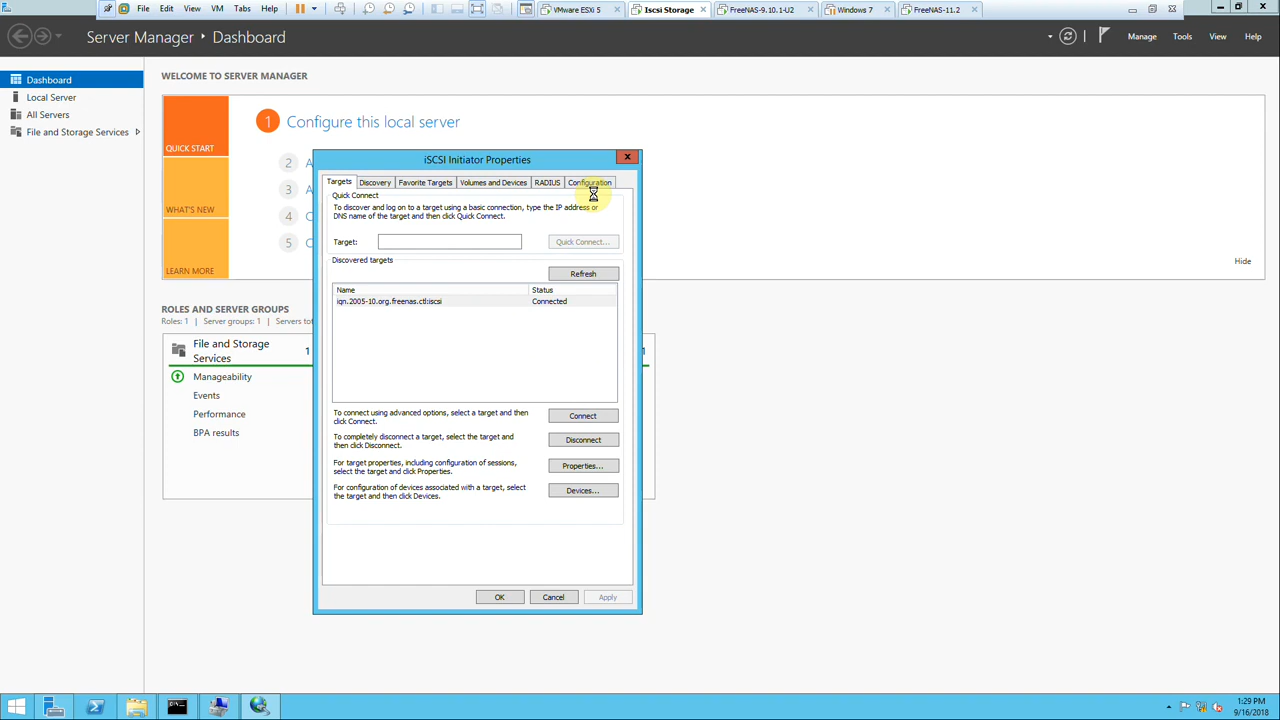 File Edit View VM Tabs Help
VMware ESXi 5
Iscsi Storage
FreeNAS-9.10.1-U2
Windows 7
FreeNAS-11.2
Server Manager
Dashboard
Manage Tools View Help
Dashboard
Local Server
All Servers
File and Storage Services
WELCOME TO SERVER MANAGER
QUICK START
WHAT'S NEW
LEARN MORE
1 Configure this local server
2 A
3 A
4 C
5 C
Hide
ROLES AND SERVER GROUPS
Roles: 1 | Server groups: 1 | Servers tot
File and Storage
Services
1
Manageability
Events
Performance
BPA results
1
iSCSI Initiator Properties
Targets Discovery Favorite Targets Volumes and Devices RADIUS Configuration
Quick Connect
To discover and log on to a target using a basic connection, type the IP address or
DNS name of the target and then click Quick Connect.
Target:
Quick Connect...
Discovered targets
Refresh
Name Status
iqn.2005-10.org.freenas.ctl:iscsi Connected
To connect using advanced options, select a target and then
click Connect.
Connect
To completely disconnect a target, select the target and
then click Disconnect.
Disconnect
For target properties, including configuration of sessions,
select the target and click Properties.
Properties...
For configuration of devices associated with a target, select
the target and then click Devices.
Devices...
OK Cancel Apply
1:29 PM
9/16/2018